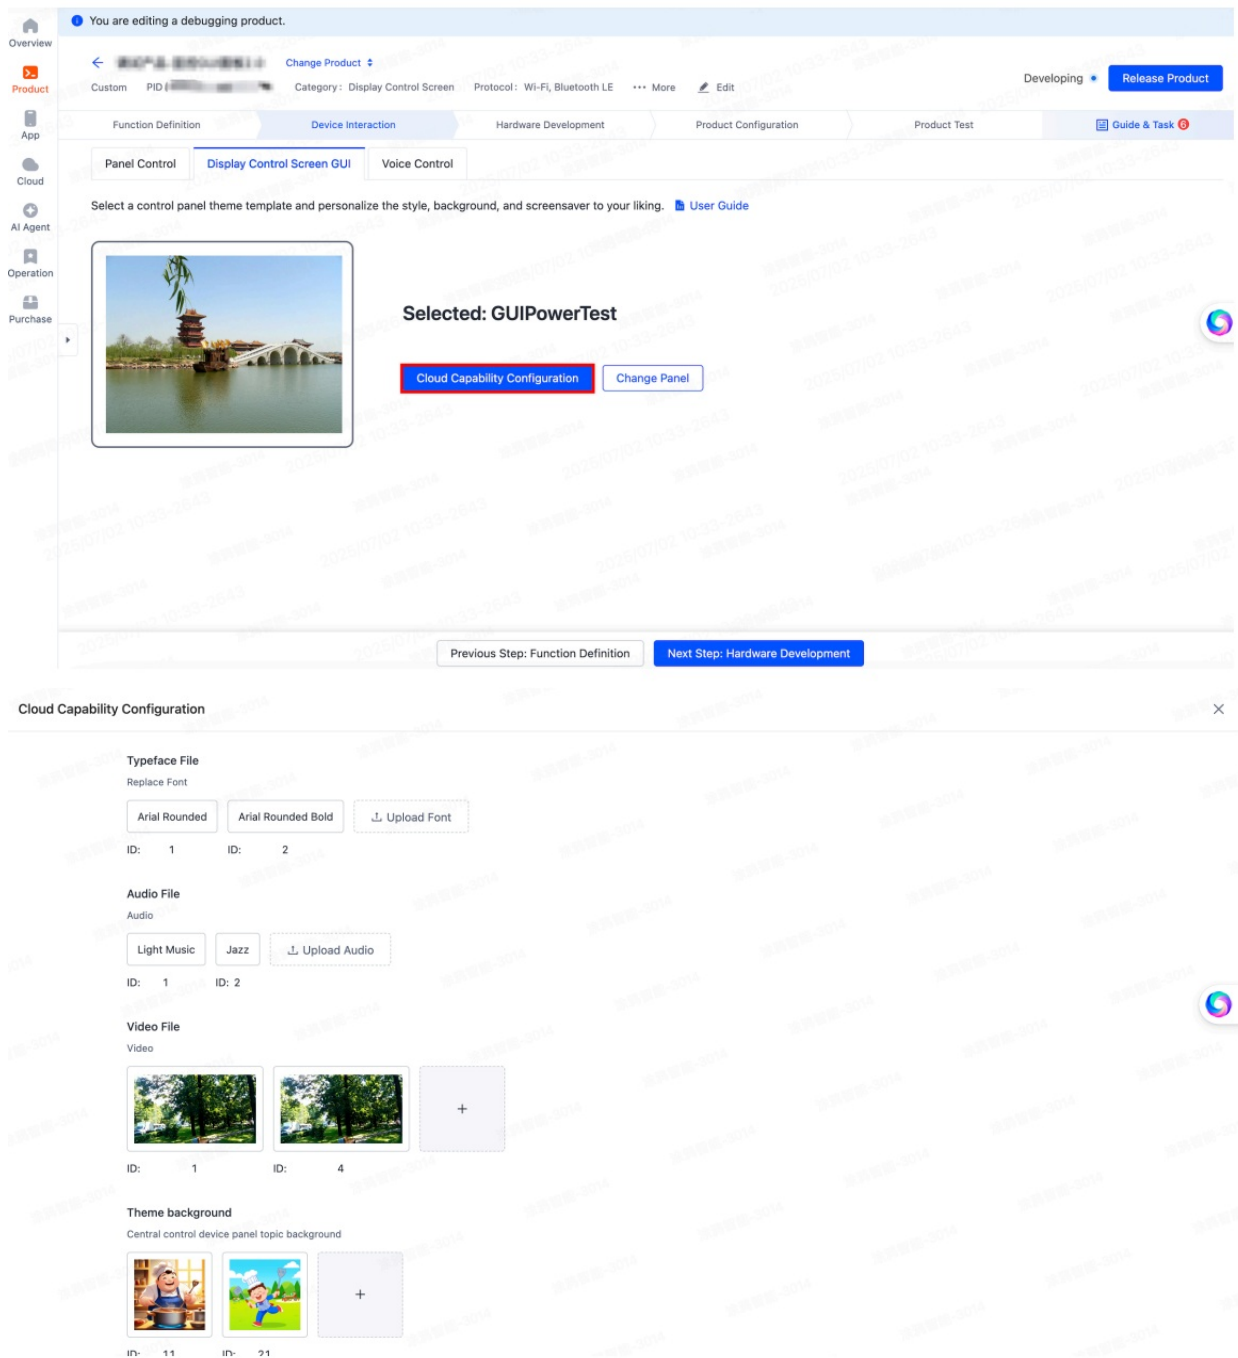 You are editing a debugging product.
Overview
Product
App
Cloud
AI Agent
Operation
Purchase
Change Product
Custom PID Category: Display Control Screen Protocol: Wi-Fi, Bluetooth LE ··· More Edit
Developing Release Product
Function Definition Device Interaction Hardware Development Product Configuration Product Test Guide & Task 6
Panel Control Display Control Screen GUI Voice Control
Select a control panel theme template and personalize the style, background, and screensaver to your liking. User Guide
Selected: GUIPowerTest
Cloud Capability Configuration Change Panel
Previous Step: Function Definition Next Step: Hardware Development
Cloud Capability Configuration
Typeface File
Replace Font
Arial Rounded Arial Rounded Bold Upload Font
ID: 1 ID: 2
Audio File
Audio
Light Music Jazz Upload Audio
ID: 1 ID: 2
Video File
Video
ID: 1 ID: 4
Theme background
Central control device panel topic background
ID: 11 ID: 21